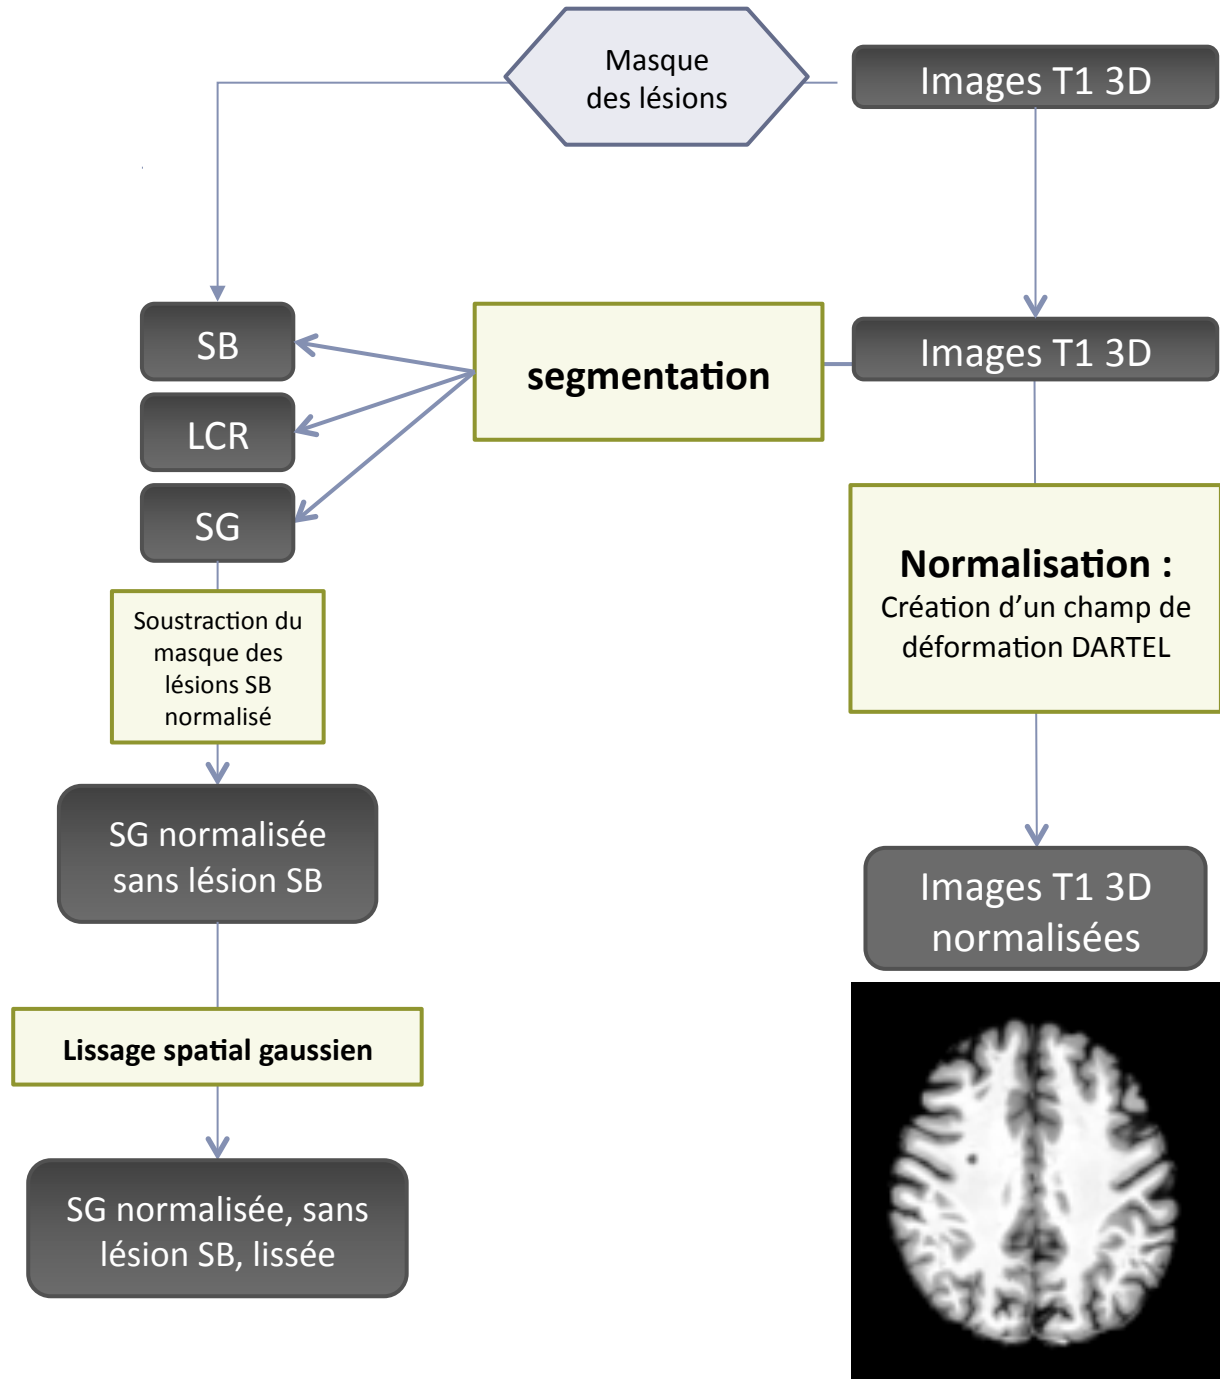 Masque
des lésions
Images T1 3D
SB
LCR
SG
segmentation
Images T1 3D
Soustraction du
masque des
lésions SB
normalisé
Normalisation :
Création d’un champ de
déformation DARTEL
SG normalisée
sans lésion SB
Images T1 3D
normalisées
Lissage spatial gaussien
SG normalisée, sans
lésion SB, lissée